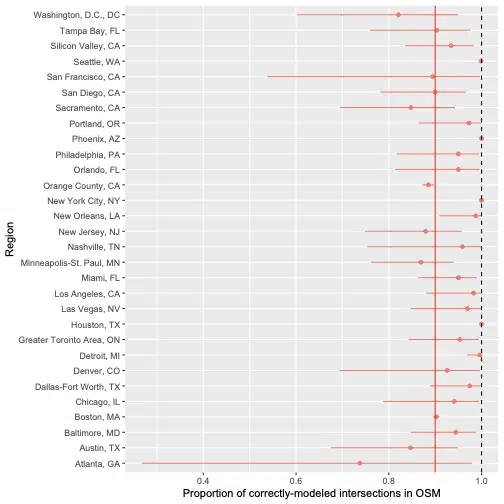 Washington, D.C., DC
Tampa Bay, FL
Silicon Valley, CA
Seattle, WA
San Francisco, CA
San Diego, CA
Sacramento, CA
Portland, OR
Phoenix, AZ
Philadelphia, PA
Orlando, FL
Orange County, CA
New York City, NY
New Orleans, LA
New Jersey, NJ
Nashville, TN
Minneapolis-St. Paul, MN
Miami, FL
Los Angeles, CA
Las Vegas, NV
Houston, TX
Greater Toronto Area, ON
Detroit, MI
Denver, CO
Dallas-Fort Worth, TX
Chicago, IL
Boston, MA
Baltimore, MD
Austin, TX
Atlanta, GA
Region
0.4 0.6 0.8 1.0
Proportion of correctly-modeled intersections in OSM